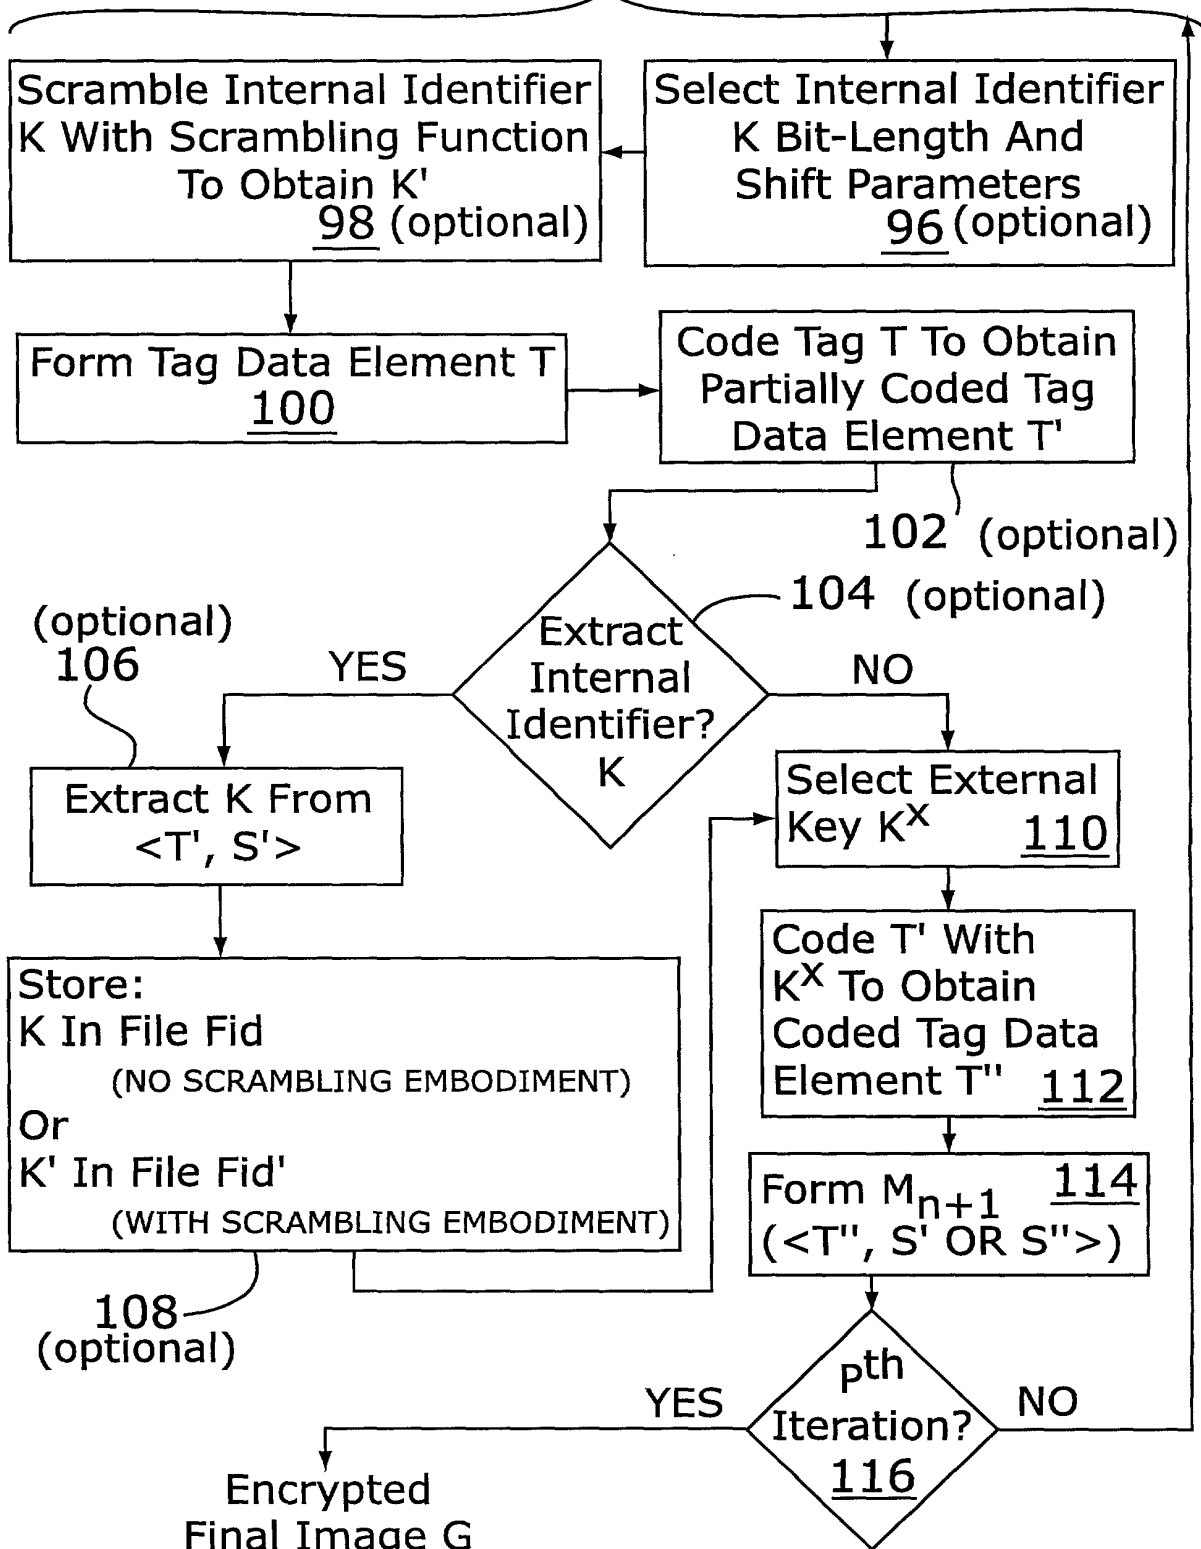 Scramble Internal Identifier
K With Scrambling Function
To Obtain K'
98 (optional)
Select Internal Identifier
K Bit-Length And
Shift Parameters
96 (optional)
Form Tag Data Element T
100
Code Tag T To Obtain
Partially Coded Tag
Data Element T'
102 (optional)
104 (optional)
Extract
Internal
Identifier?
K
YES
NO
(optional)
106
Extract K From
<T', S'>
Select External
Key K^X 110
Store:
K In File Fid
(NO SCRAMBLING EMBODIMENT)
Or
K' In File Fid'
(WITH SCRAMBLING EMBODIMENT)
108
(optional)
Code T' With
K^X To Obtain
Coded Tag Data
Element T" 112
Form M_n+1 114
(<T", S' OR S">)
pth
Iteration?
116
YES
NO
Encrypted
Final Image G